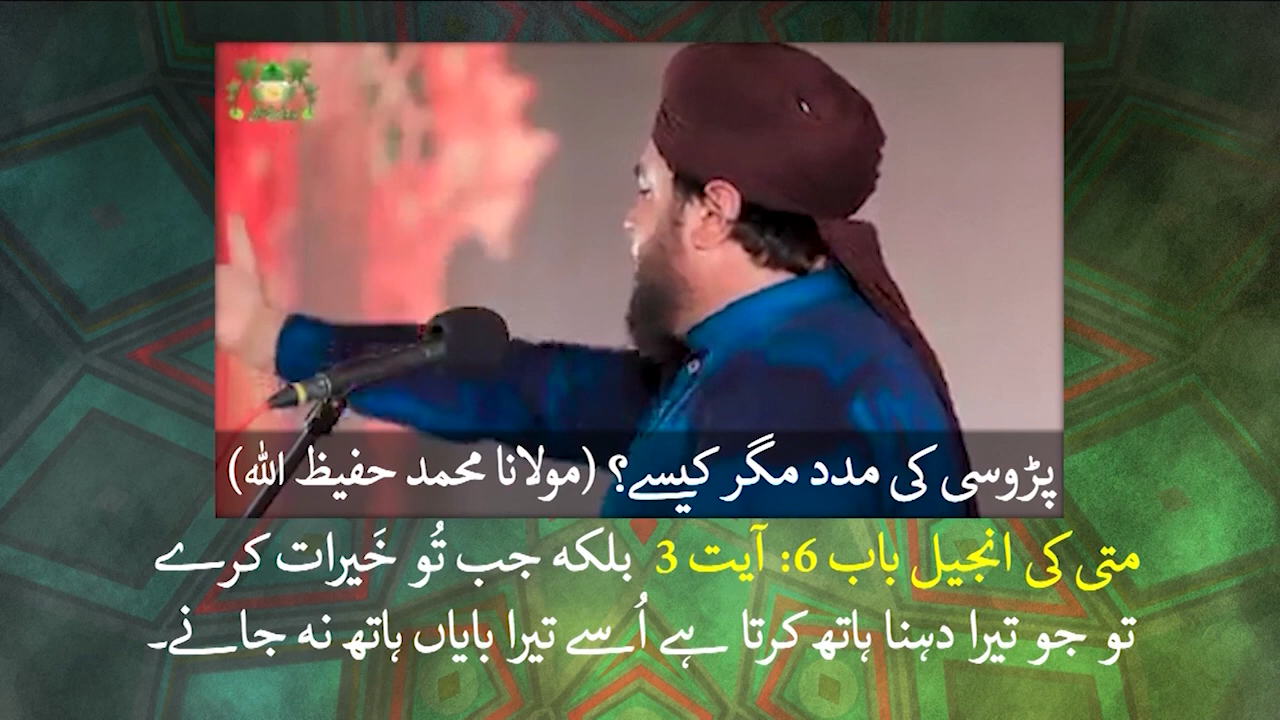 پڑوسی کی مدد مگر کیسے؟ (مولانا محمد حفیظ اللہ)
متی کی انجیل باب 6: آیت 3 بلکہ جب تُو خَیرات کرے
تو جو تیرا دہنا ہاتھ کرتا ہے اُسے تیرا بایاں ہاتھ نہ جانے۔